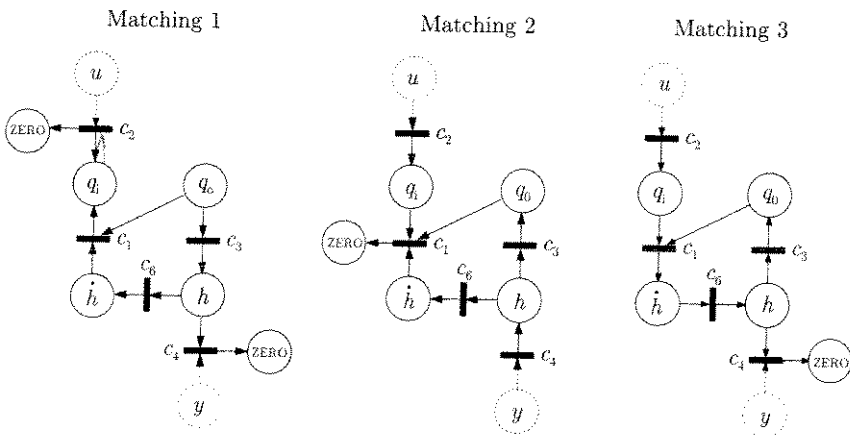 Matching 1
u
ZERO
c₂
qᵢ
qₒ
c₁
c₃
c₆
ḣ
h
c₄
ZERO
y
Matching 2
u
c₂
qᵢ
q₀
ZERO
c₁
c₃
c₆
ḣ
h
c₄
y
Matching 3
u
c₂
qᵢ
q₀
c₁
c₃
c₆
ḣ
h
c₄
ZERO
y